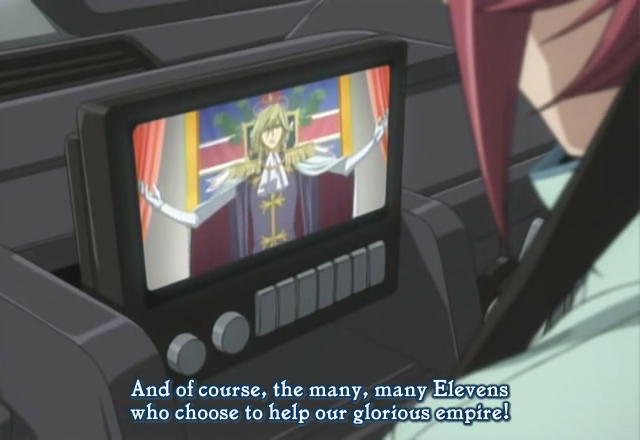 And of course, the many, many Elevens
who choose to help our glorious empire!